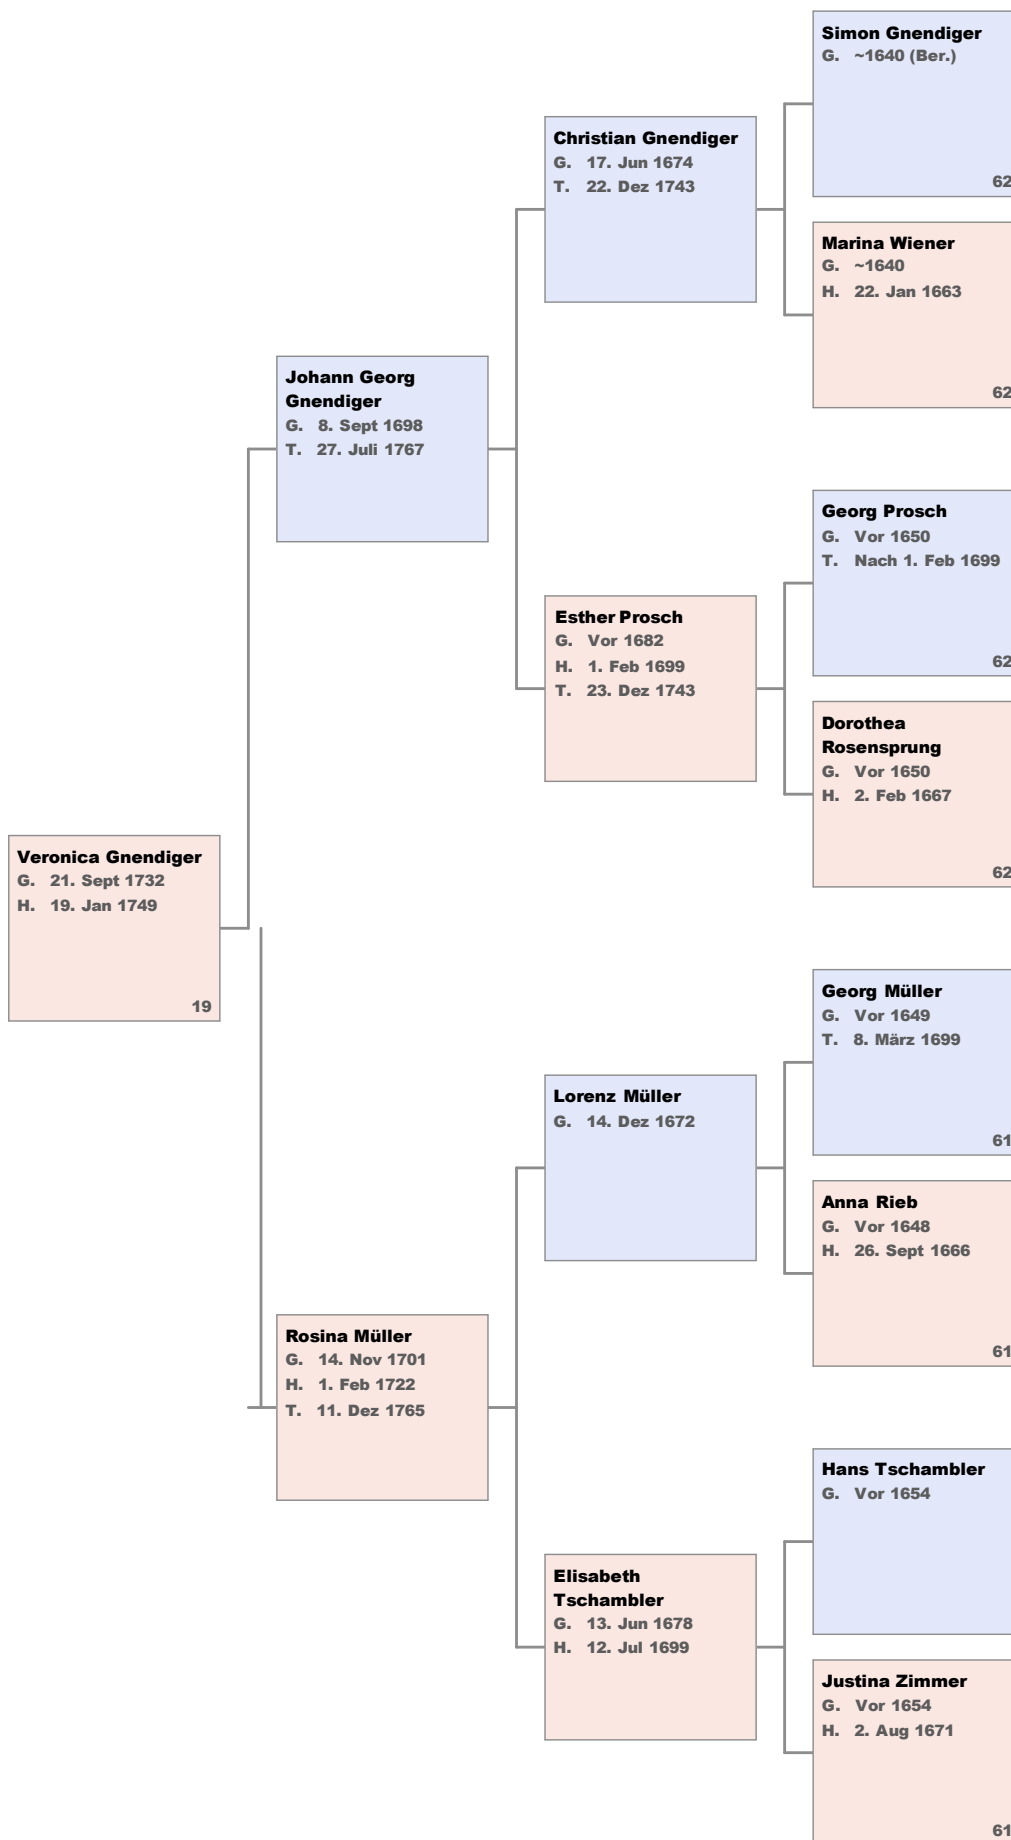 Simon Gnendiger
G. ~1640 (Ber.)
62
Christian Gnendiger
G. 17. Jun 1674
T. 22. Dez 1743
Marina Wiener
G. ~1640
H. 22. Jan 1663
62
Johann Georg
Gnendiger
G. 8. Sept 1698
T. 27. Juli 1767
Georg Prosch
G. Vor 1650
T. Nach 1. Feb 1699
62
Esther Prosch
G. Vor 1682
H. 1. Feb 1699
T. 23. Dez 1743
Dorothea
Rosensprung
G. Vor 1650
H. 2. Feb 1667
62
Veronica Gnendiger
G. 21. Sept 1732
H. 19. Jan 1749
19
Georg Müller
G. Vor 1649
T. 8. März 1699
61
Lorenz Müller
G. 14. Dez 1672
Anna Rieb
G. Vor 1648
H. 26. Sept 1666
61
Rosina Müller
G. 14. Nov 1701
H. 1. Feb 1722
T. 11. Dez 1765
Hans Tschambler
G. Vor 1654
Elisabeth
Tschambler
G. 13. Jun 1678
H. 12. Jul 1699
Justina Zimmer
G. Vor 1654
H. 2. Aug 1671
61